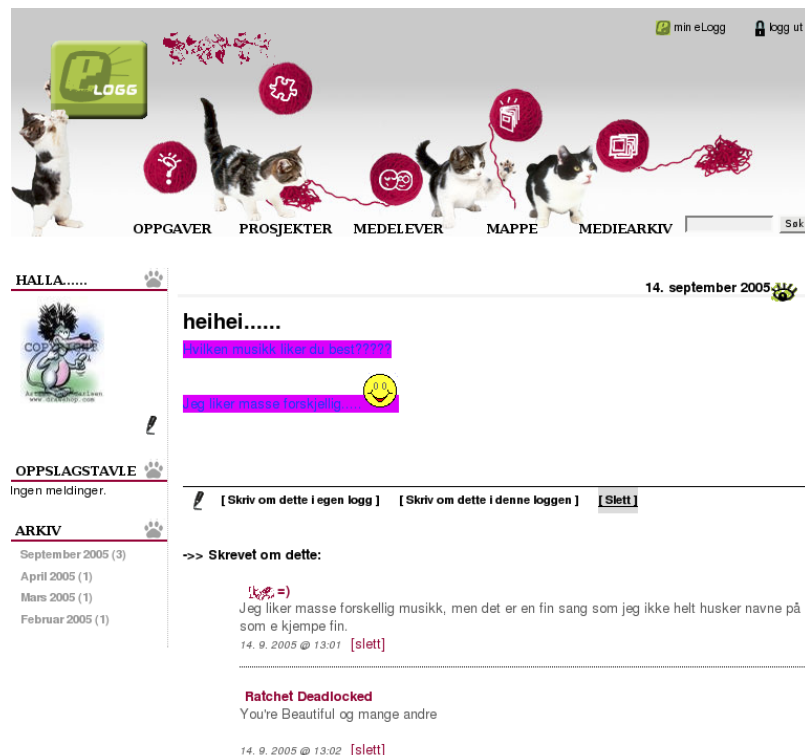 min eLogg
logg ut
e LOGG
OPPGAVER PROSJEKTER MEDELEVER MAPPE MEDIEARKIV
Søk
HALLA......
14. september 2005
heihei......
Hvilken musikk liker du best?????
Jeg liker masse forskjellig....
COPYRIGHT
www.drawshop.com
OPPSLAGSTAVLE
Ingen meldinger.
[ Skriv om dette i egen logg ] [ Skriv om dette i denne loggen ] [ Slett ]
ARKIV
September 2005 (3)
April 2005 (1)
Mars 2005 (1)
Februar 2005 (1)
->> Skrevet om dette:
=)
Jeg liker masse forskellig musikk, men det er en fin sang som jeg ikke helt husker navne på
som e kjempe fin.
14. 9. 2005 @ 13:01 [slett]
Ratchet Deadlocked
You're Beautiful og mange andre
14. 9. 2005 @ 13:02 [slett]